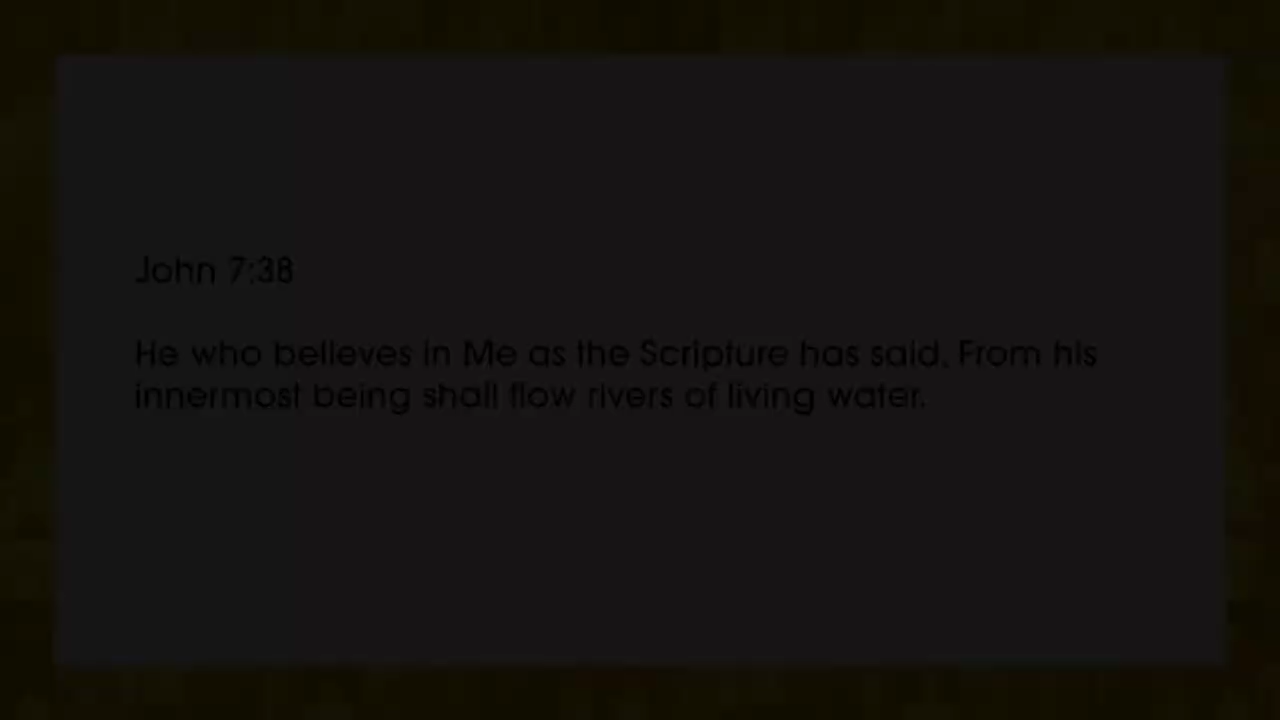 John 7:38
He who believes in Me as the Scripture has said, From his
innermost being shall flow rivers of living water.